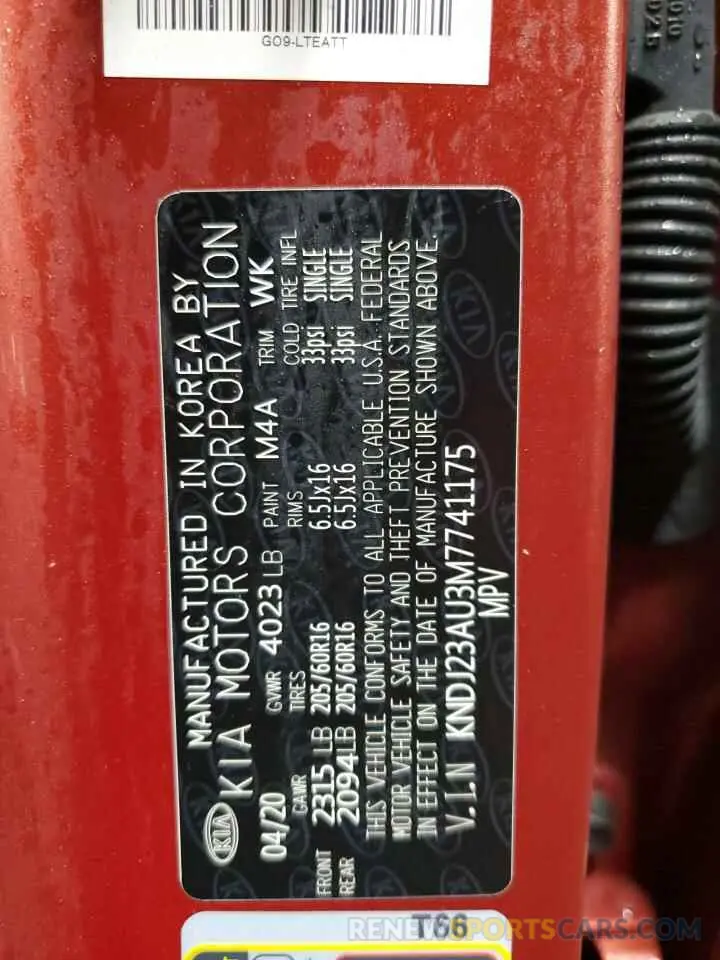 GO9-LTEATT
MANUFACTURED IN KOREA BY
KIA KIA MOTORS CORPORATION
04/20 GVWR 4023 LB PAINT M4A TRIM WK
GAWR TIRES RIMS COLD TIRE INFL
FRONT 2315 LB 205/60R16 6.5Jx16 33psi SINGLE
REAR 2094LB 205/60R16 6.5Jx16 33psi SINGLE
THIS VEHICLE CONFORMS TO ALL APPLICABLE U.S.A. FEDERAL
MOTOR VEHICLE SAFETY AND THEFT PREVENTION STANDARDS
IN EFFECT ON THE DATE OF MANUFACTURE SHOWN ABOVE.
V.I.N KNDJ23AU3M7741175
MPV
T66
RENEWSPORTSCARS.COM